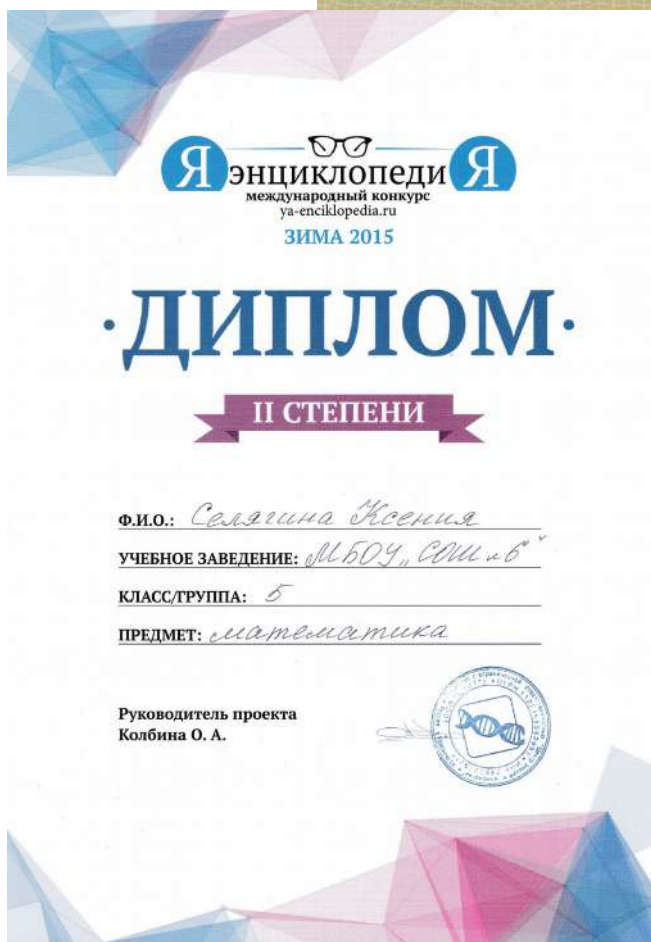 Я энциклопедиЯ
международный конкурс
ya-enciklopedia.ru
ЗИМА 2015
·ДИПЛОМ·
II СТЕПЕНИ
Ф.И.О.: Селягина Ксения
УЧЕБНОЕ ЗАВЕДЕНИЕ: МБОУ „СОШ №6"
КЛАСС/ГРУППА: 5
ПРЕДМЕТ: математика
Руководитель проекта
Колбина О. А.